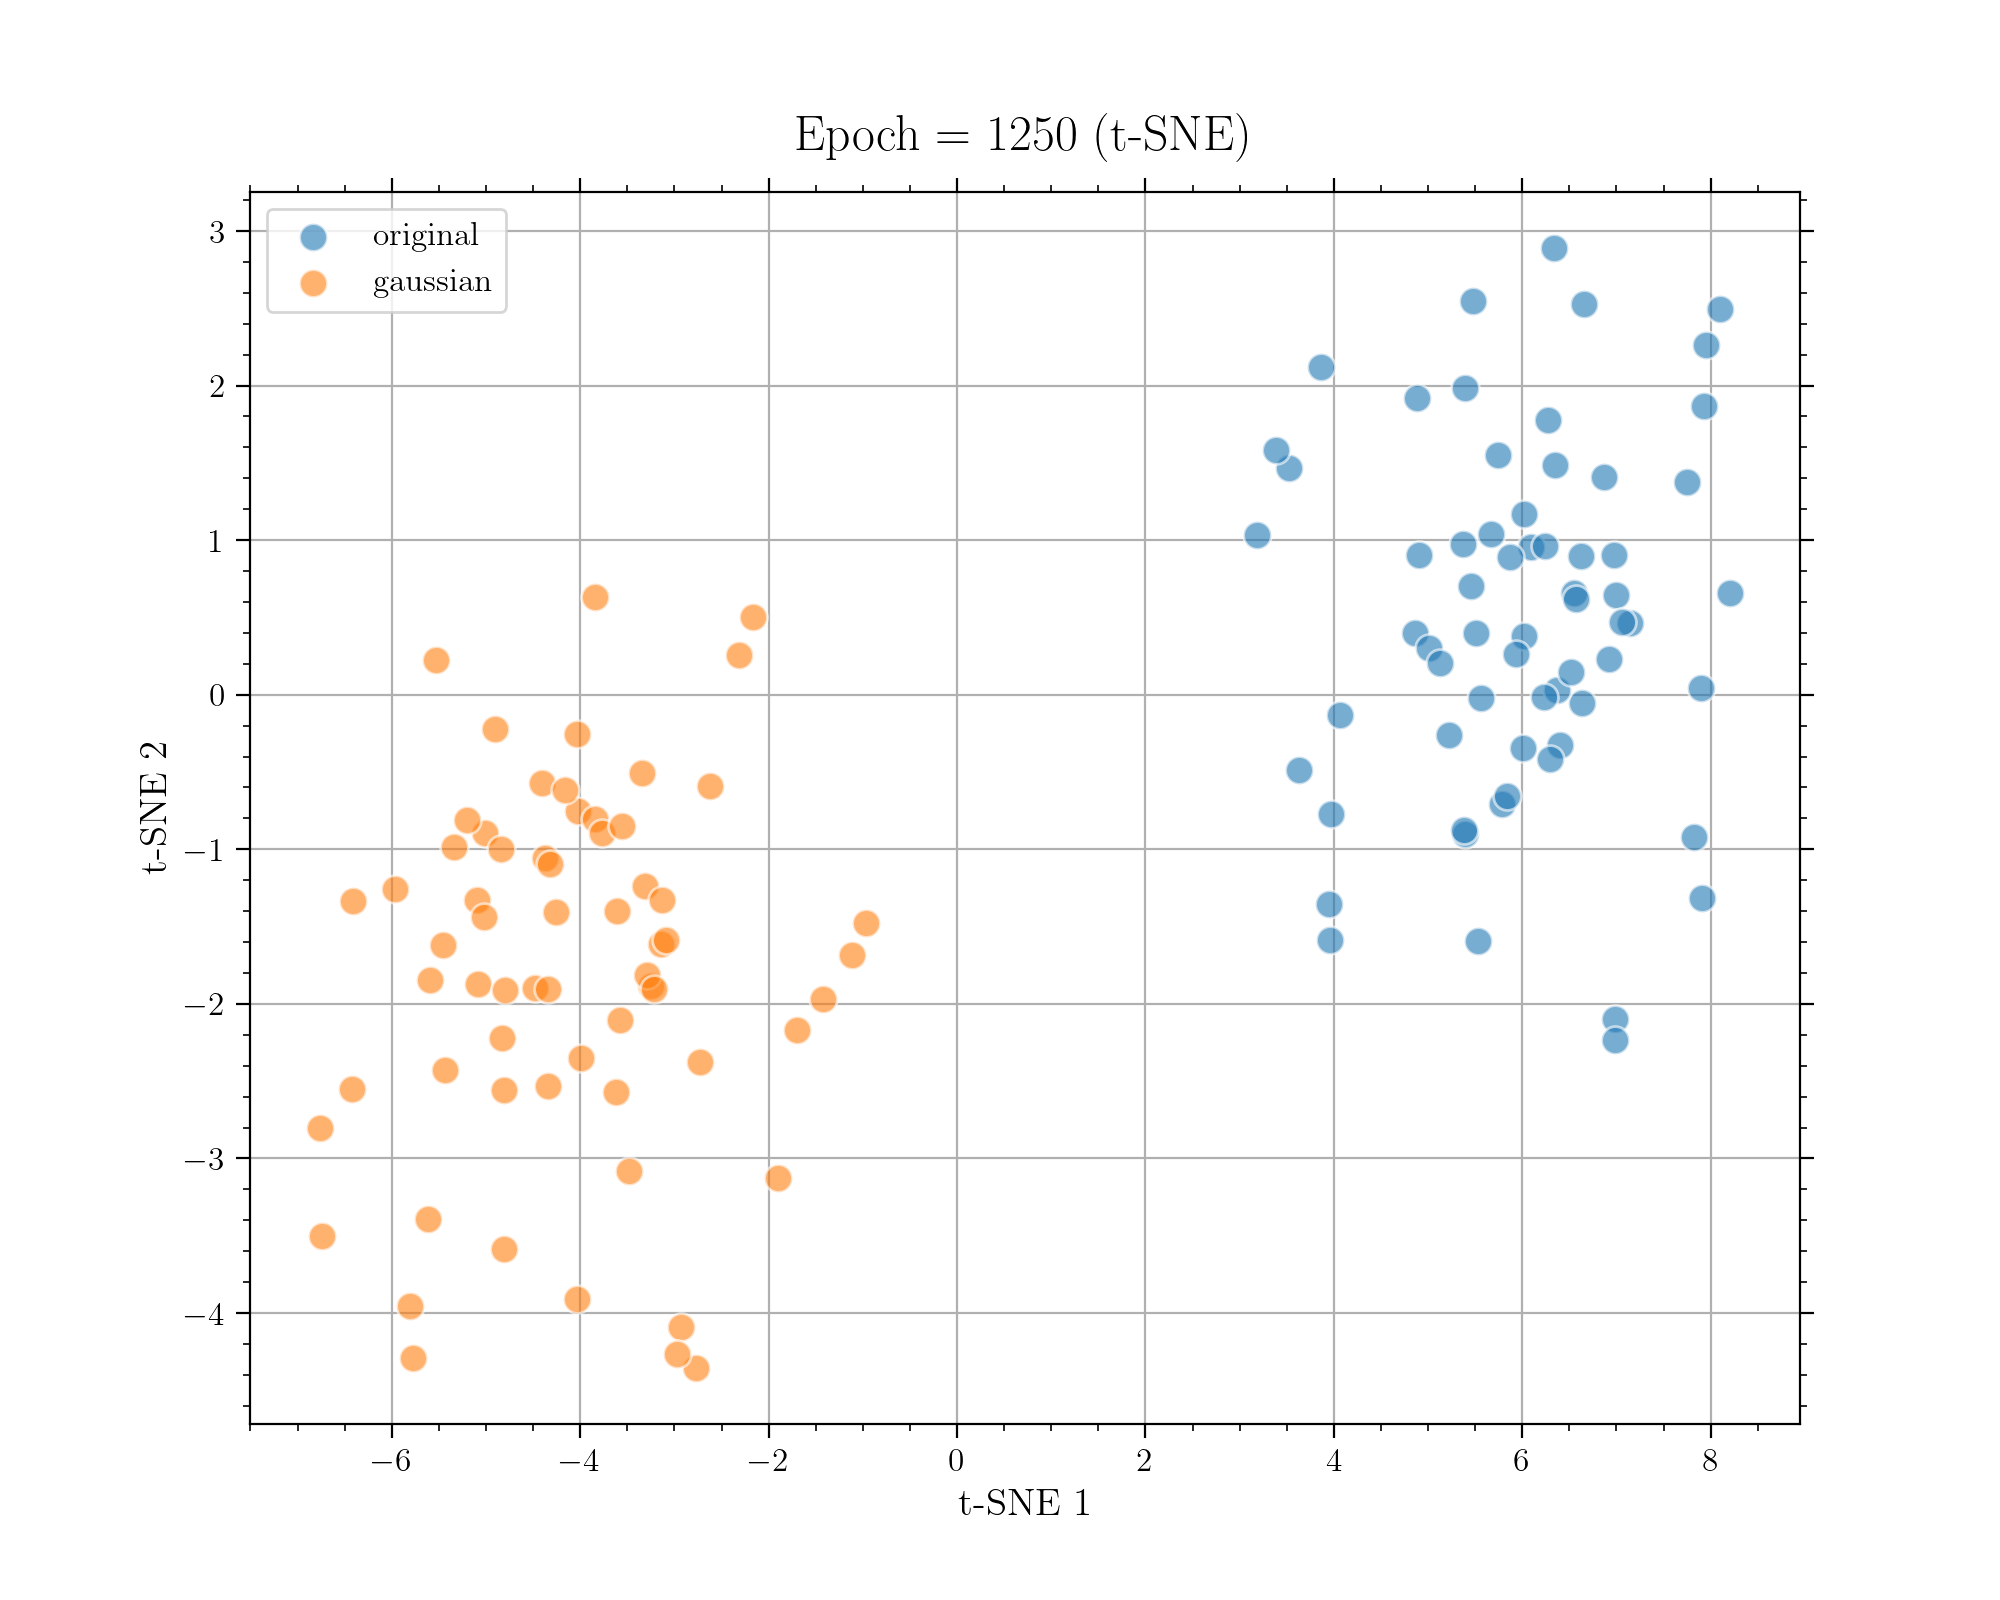 Epoch = 1250 (t-SNE)
original
gaussian
3
2
1
0
−1
−2
−3
−4
t-SNE 2
−6 −4 −2 0 2 4 6 8
t-SNE 1